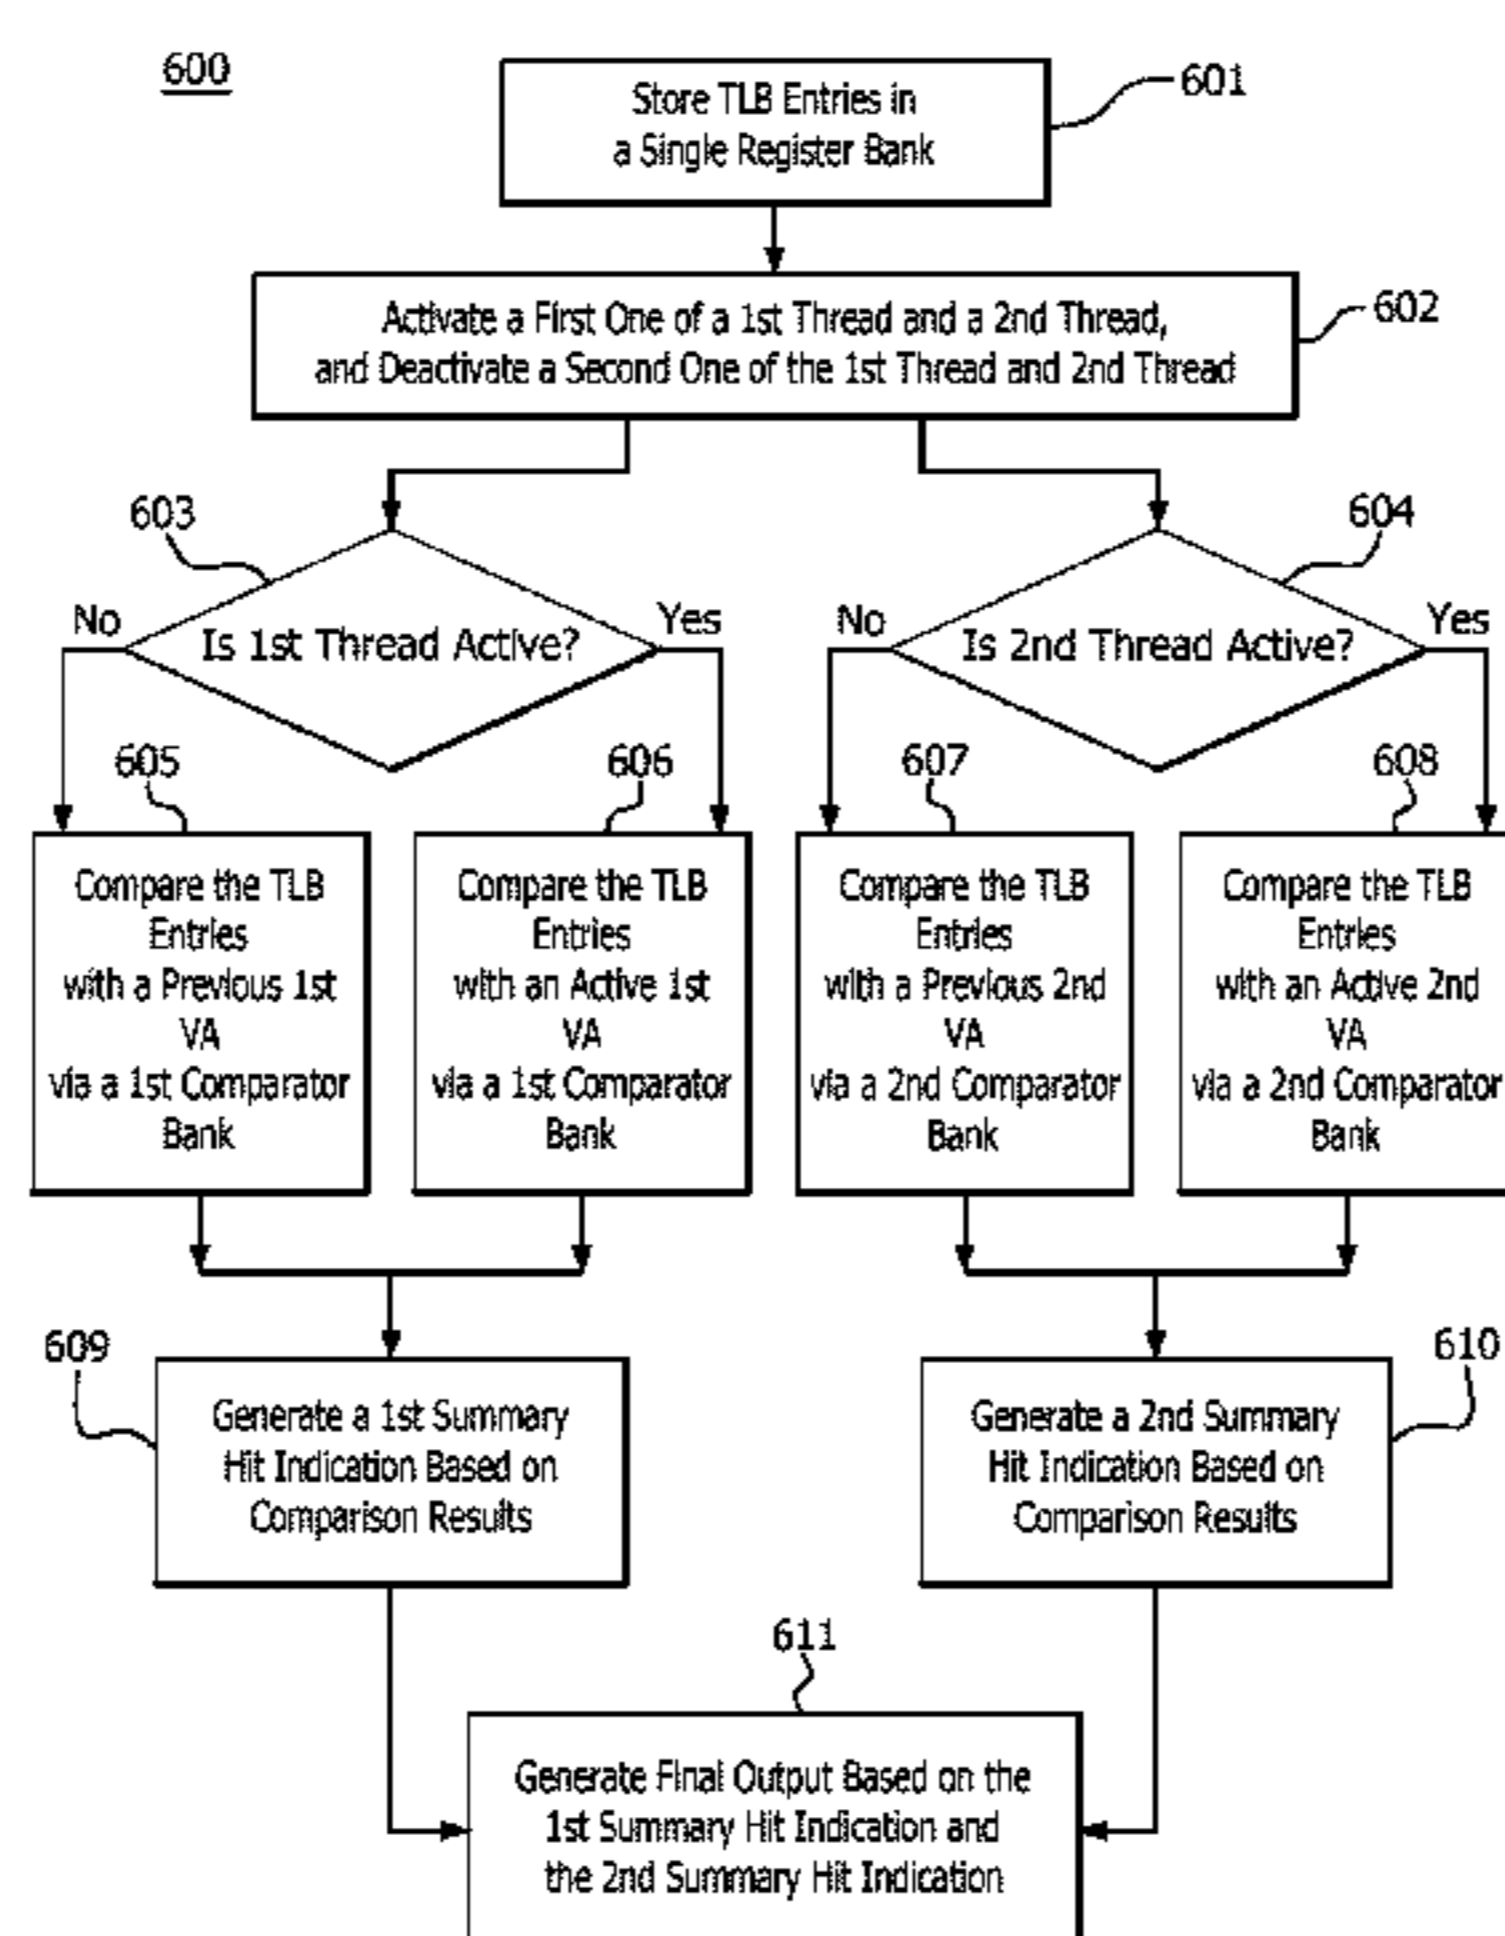 600
601
Store TLB Entries in
a Single Register Bank
602
Activate a First One of a 1st Thread and a 2nd Thread,
and Deactivate a Second One of the 1st Thread and 2nd Thread
603
No
Is 1st Thread Active?
Yes
604
No
Is 2nd Thread Active?
Yes
605
Compare the TLB
Entries
with a Previous 1st
VA
via a 1st Comparator
Bank
606
Compare the TLB
Entries
with an Active 1st
VA
via a 1st Comparator
Bank
607
Compare the TLB
Entries
with a Previous 2nd
VA
via a 2nd Comparator
Bank
608
Compare the TLB
Entries
with an Active 2nd
VA
via a 2nd Comparator
Bank
609
Generate a 1st Summary
Hit Indication Based on
Comparison Results
610
Generate a 2nd Summary
Hit Indication Based on
Comparison Results
611
Generate Final Output Based on the
1st Summary Hit Indication and
the 2nd Summary Hit Indication